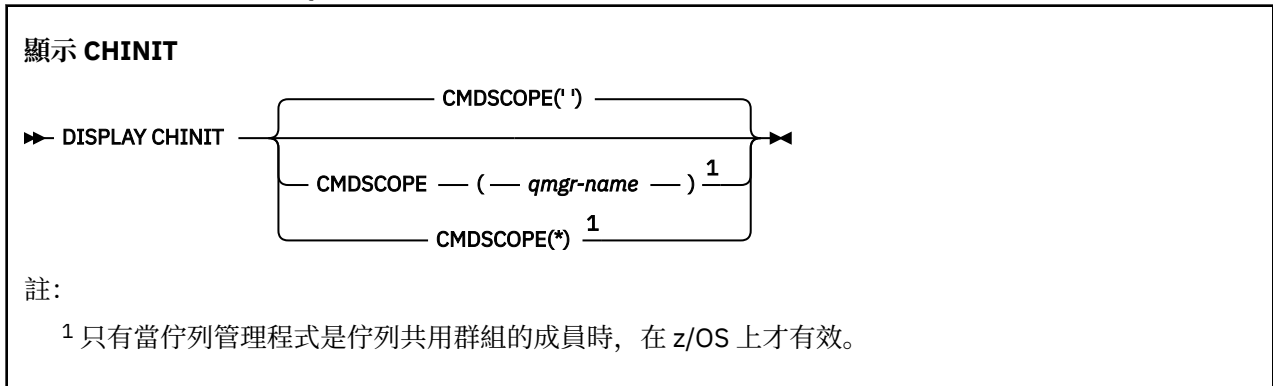 顯示 CHINIT
CMDSCOPE(' ')
DISPLAY CHINIT
CMDSCOPE ( qmgr-name ) 1
CMDSCOPE(*) 1
註：
1 只有當佇列管理程式是佇列共用群組的成員時，在 z/OS 上才有效。